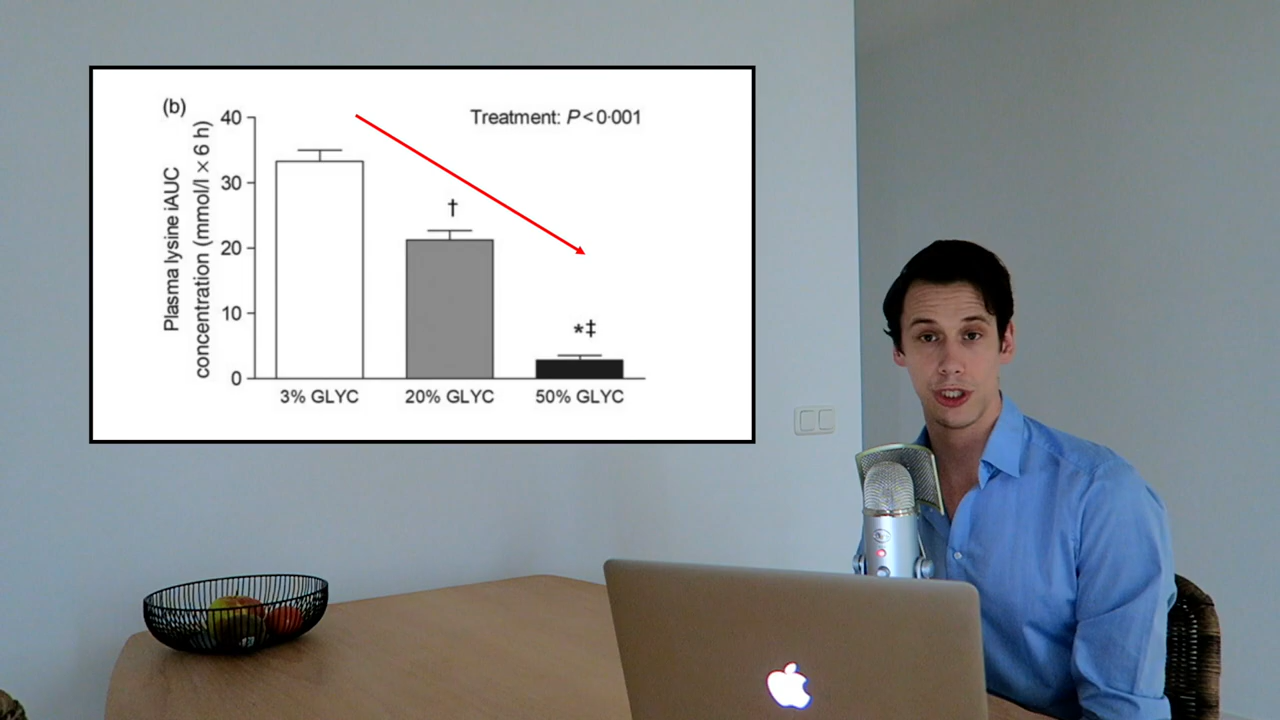 (b)
Treatment: P<0·001
Plasma lysine iAUC
concentration (mmol/l × 6 h)
40
30
20
10
0
†
*‡
3% GLYC
20% GLYC
50% GLYC